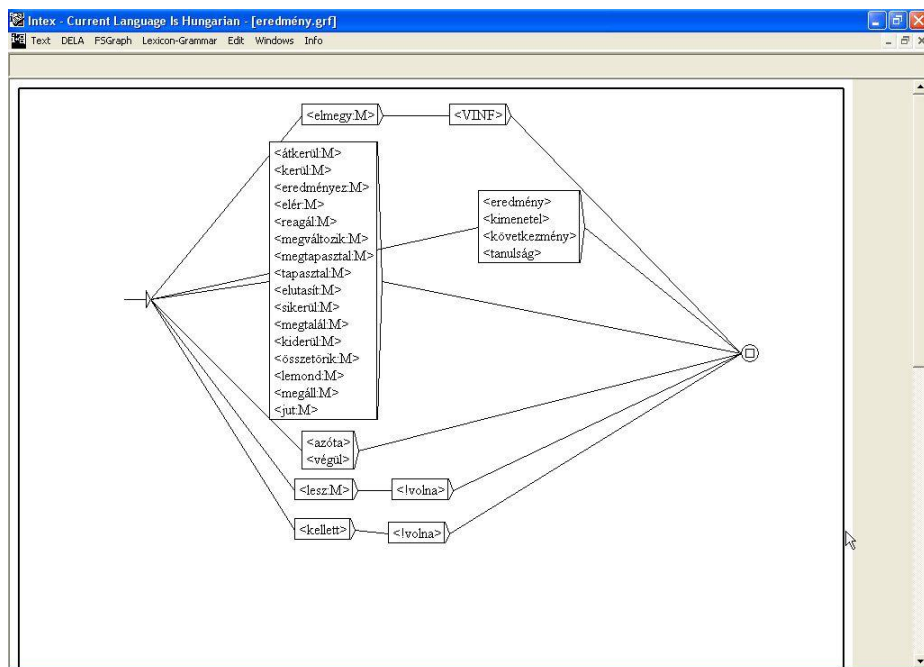 Intex - Current Language Is Hungarian - [eredmény.grf]
Text DELA FSGraph Lexicon-Grammar Edit Windows Info
<elmegy:M>
<VINF>
<átkerül:M>
<kerül:M>
<eredményez:M>
<elér:M>
<reagál:M>
<megváltozik:M>
<megtapasztal:M>
<tapasztal:M>
<elutasít:M>
<sikerül:M>
<megtalál:M>
<kiderül:M>
<összetörik:M>
<lemond:M>
<megáll:M>
<jut:M>
<eredmény>
<kimenetel>
<következmény>
<tanulság>
<azóta>
<végül>
<lesz:M>
<!volna>
<kellett>
<!volna>